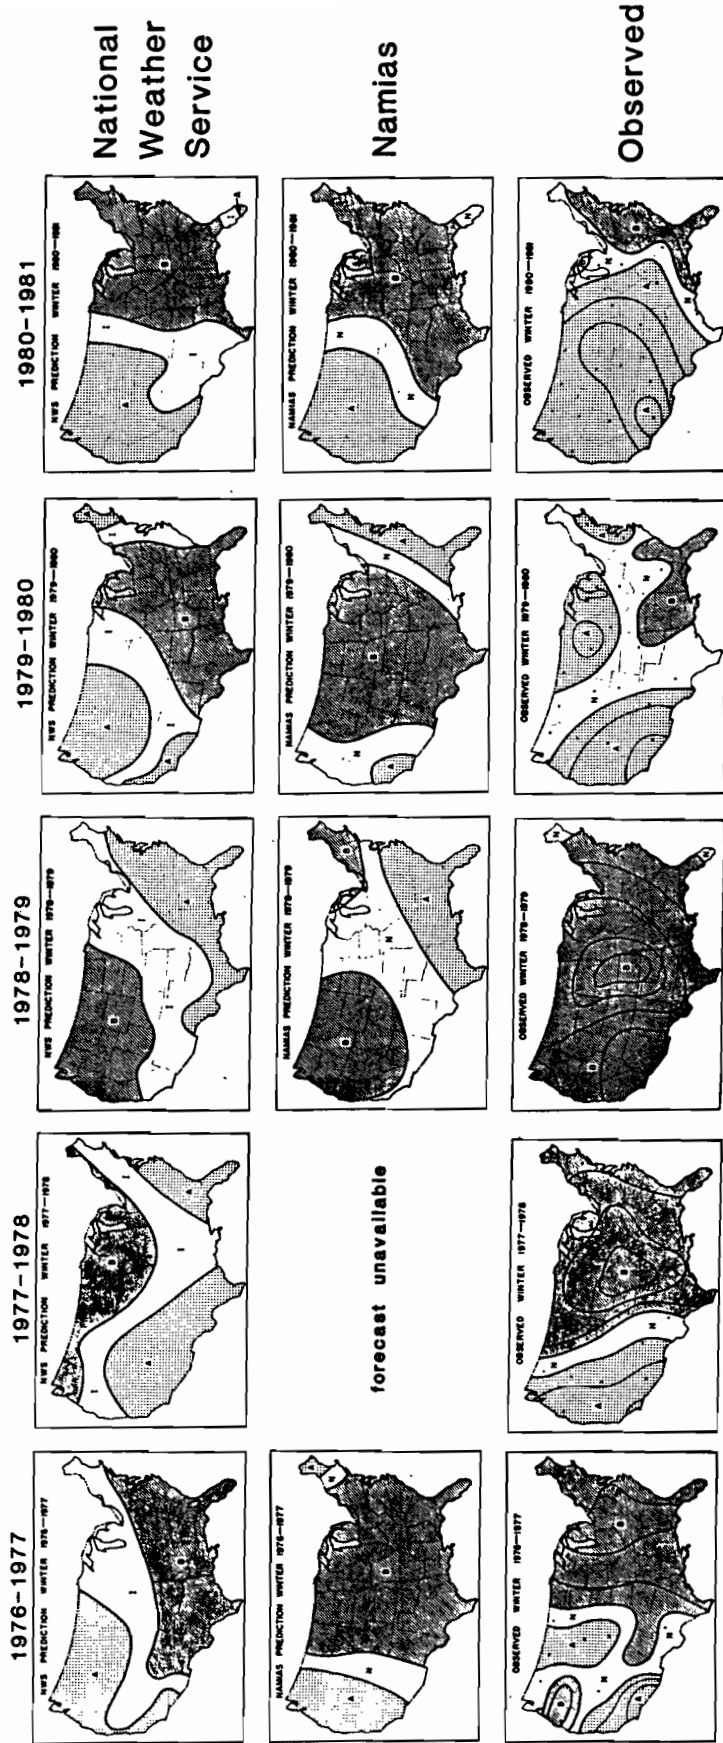 1976-1977
1977-1978
1978-1979
1979-1980
1980-1981
NWS PREDICTION WINTER 1976-1977
A
I
B
NWS PREDICTION WINTER 1977-1978
I
B
I
A
I
A
NWS PREDICTION WINTER 1978-1979
B
I
I
A
NWS PREDICTION WINTER 1979-1980
A
I
A
I
B
I
A
NWS PREDICTION WINTER 1980-1981
A
I
I
B
I
A
National
Weather
Service
NAMIAS PREDICTION WINTER 1976-1977
A
N
B
N
A
forecast unavailable
NAMIAS PREDICTION WINTER 1978-1979
B
N
A
B
NAMIAS PREDICTION WINTER 1979-1980
N
A
B
N
A
NAMIAS PREDICTION WINTER 1980-1981
A
N
N
B
N
Namias
OBSERVED WINTER 1976-1977
B
N
A
A
N
N
B
OBSERVED WINTER 1977-1978
A
N
N
B
OBSERVED WINTER 1978-1979
B
B
N
N
OBSERVED WINTER 1979-1980
A
N
A
N
B
OBSERVED WINTER 1980-1981
A
A
N
N
B
Observed